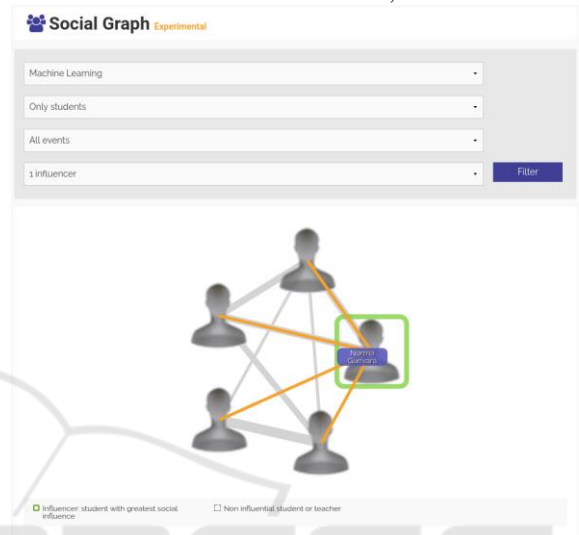 Social Graph Experimental
Machine Learning
Only students
All events
1 influencer
Filter
Norma
Guevara
Influencer: student with greatest social
influence
Non influential student or teacher